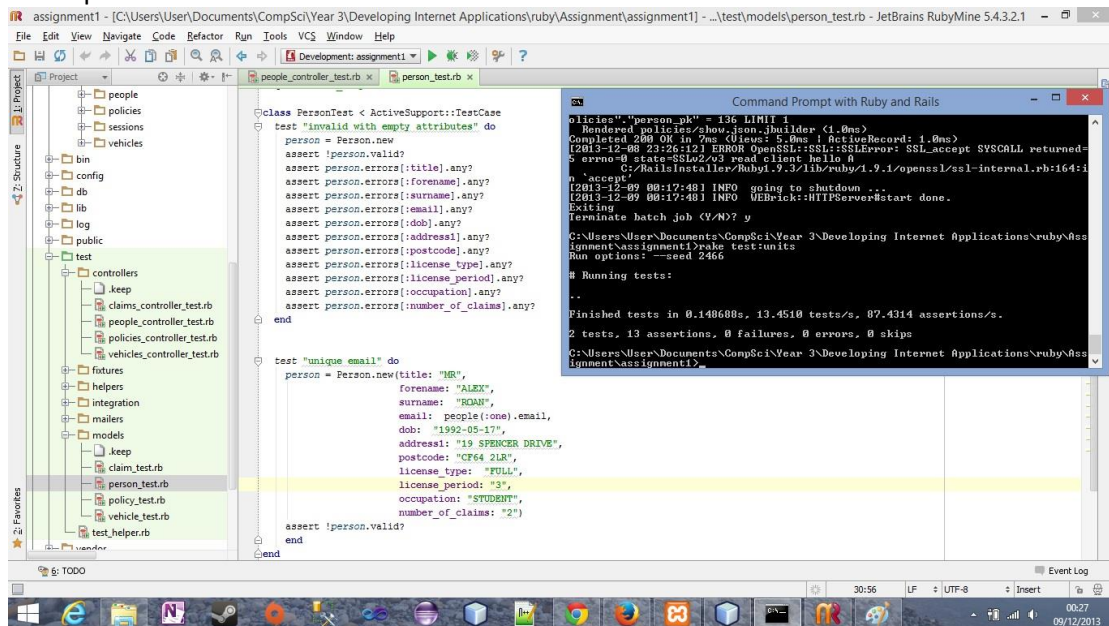 assignment1 - [C:\Users\User\Documents\CompSci\Year 3\Developing Internet Applications\ruby\Assignment\assignment1] - ...\test\models\person_test.rb - JetBrains RubyMine 5.4.3.2.1
File Edit View Navigate Code Refactor Run Tools VCS Window Help
Development: assignment1
Project
people_controller_test.rb
person_test.rb
1: Project
Z: Structure
2: Favorites
people
policies
sessions
vehicles
bin
config
db
lib
log
public
test
controllers
.keep
claims_controller_test.rb
people_controller_test.rb
policies_controller_test.rb
vehicles_controller_test.rb
fixtures
helpers
integration
mailers
models
.keep
claim_test.rb
person_test.rb
policy_test.rb
vehicle_test.rb
test_helper.rb
vendor
class PersonTest < ActiveSupport::TestCase
test "invalid with empty attributes" do
person = Person.new
assert !person.valid?
assert person.errors[:title].any?
assert person.errors[:forename].any?
assert person.errors[:surname].any?
assert person.errors[:email].any?
assert person.errors[:dob].any?
assert person.errors[:address1].any?
assert person.errors[:postcode].any?
assert person.errors[:license_type].any?
assert person.errors[:license_period].any?
assert person.errors[:occupation].any?
assert person.errors[:number_of_claims].any?
end
test "unique email" do
person = Person.new(title: "MR",
forename: "ALEX",
surname: "ROAN",
email: people(:one).email,
dob: "1992-05-17",
address1: "19 SPENCER DRIVE",
postcode: "CF64 2LR",
license_type: "FULL",
license_period: "3",
occupation: "STUDENT",
number_of_claims: "2")
assert !person.valid?
end
end
Command Prompt with Ruby and Rails
olicies"."person_pk" = 136 LIMIT 1
Rendered policies/show.json.jbuilder (1.0ms)
Completed 200 OK in 7ms (Views: 5.0ms | ActiveRecord: 1.0ms)
[2013-12-08 23:26:12] ERROR OpenSSL::SSL::SSLError: SSL_accept SYSCALL returned=
5 errno=0 state=SSLv2/v3 read client hello A
C:/RailsInstaller/Ruby1.9.3/lib/ruby/1.9.1/openssl/ssl-internal.rb:164:i
n `accept'
[2013-12-09 00:17:48] INFO going to shutdown ...
[2013-12-09 00:17:48] INFO WEBrick::HTTPServer#start done.
Exiting
Terminate batch job (Y/N)? y
C:\Users\User\Documents\CompSci\Year 3\Developing Internet Applications\ruby\Ass
ignment\assignment1>rake test:units
Run options: --seed 2466
# Running tests:
..
Finished tests in 0.148688s, 13.4510 tests/s, 87.4314 assertions/s.
2 tests, 13 assertions, 0 failures, 0 errors, 0 skips
C:\Users\User\Documents\CompSci\Year 3\Developing Internet Applications\ruby\Ass
ignment\assignment1>_
6: TODO
Event Log
30:56 LF UTF-8 Insert
00:27
09/12/2013